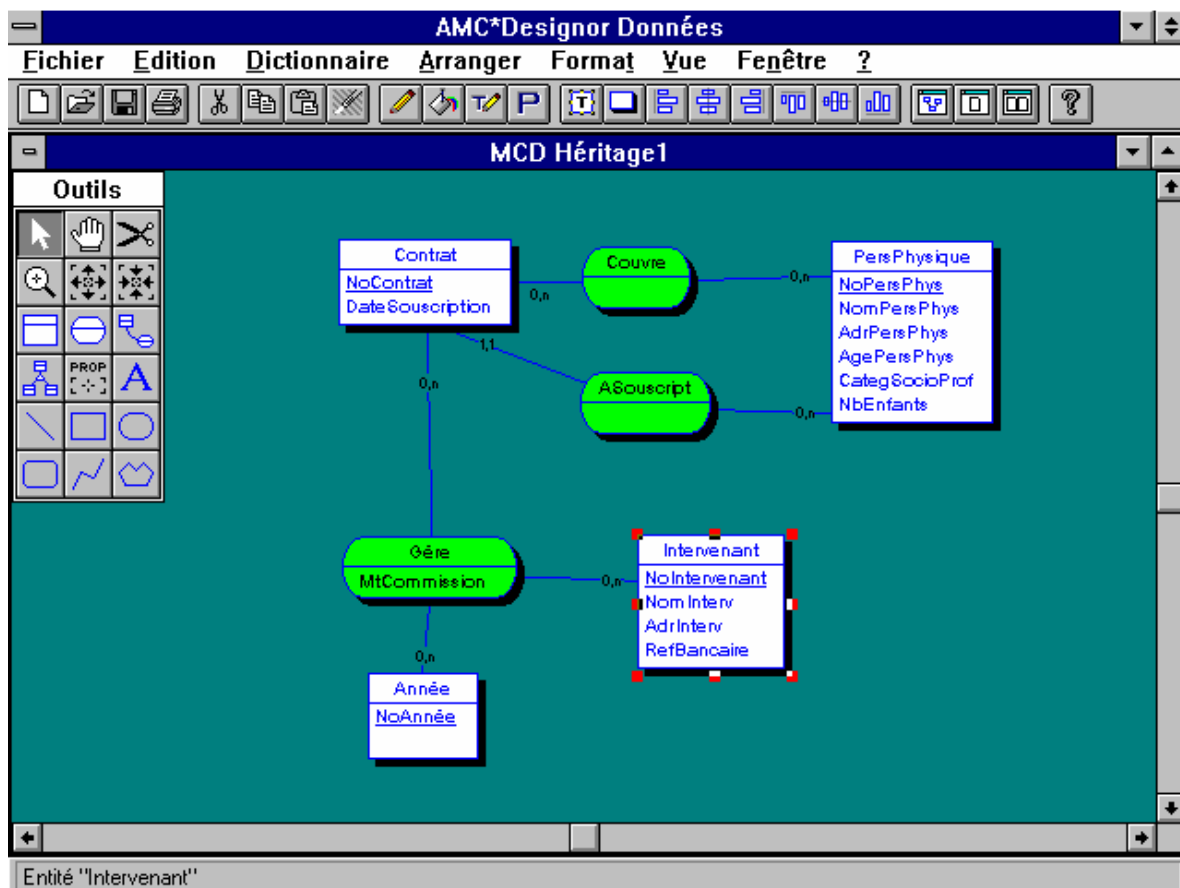 AMC*Designor Données
Fichier Edition Dictionnaire Arranger Format Vue Fenêtre ?
P T
MCD Héritage1
Outils
PROP
A
Contrat
NoContrat
DateSouscription
Couvre
PersPhysique
NoPersPhys
NomPersPhys
AdrPersPhys
AgePersPhys
CategSocioProf
NbEnfants
0,n
0,n
1,1
ASouscript
0,n
0,n
Gére
MtCommission
0,n
Intervenant
NoIntervenant
NomInterv
AdrInterv
RefBancaire
0,n
Année
NoAnnée
Entité "Intervenant"